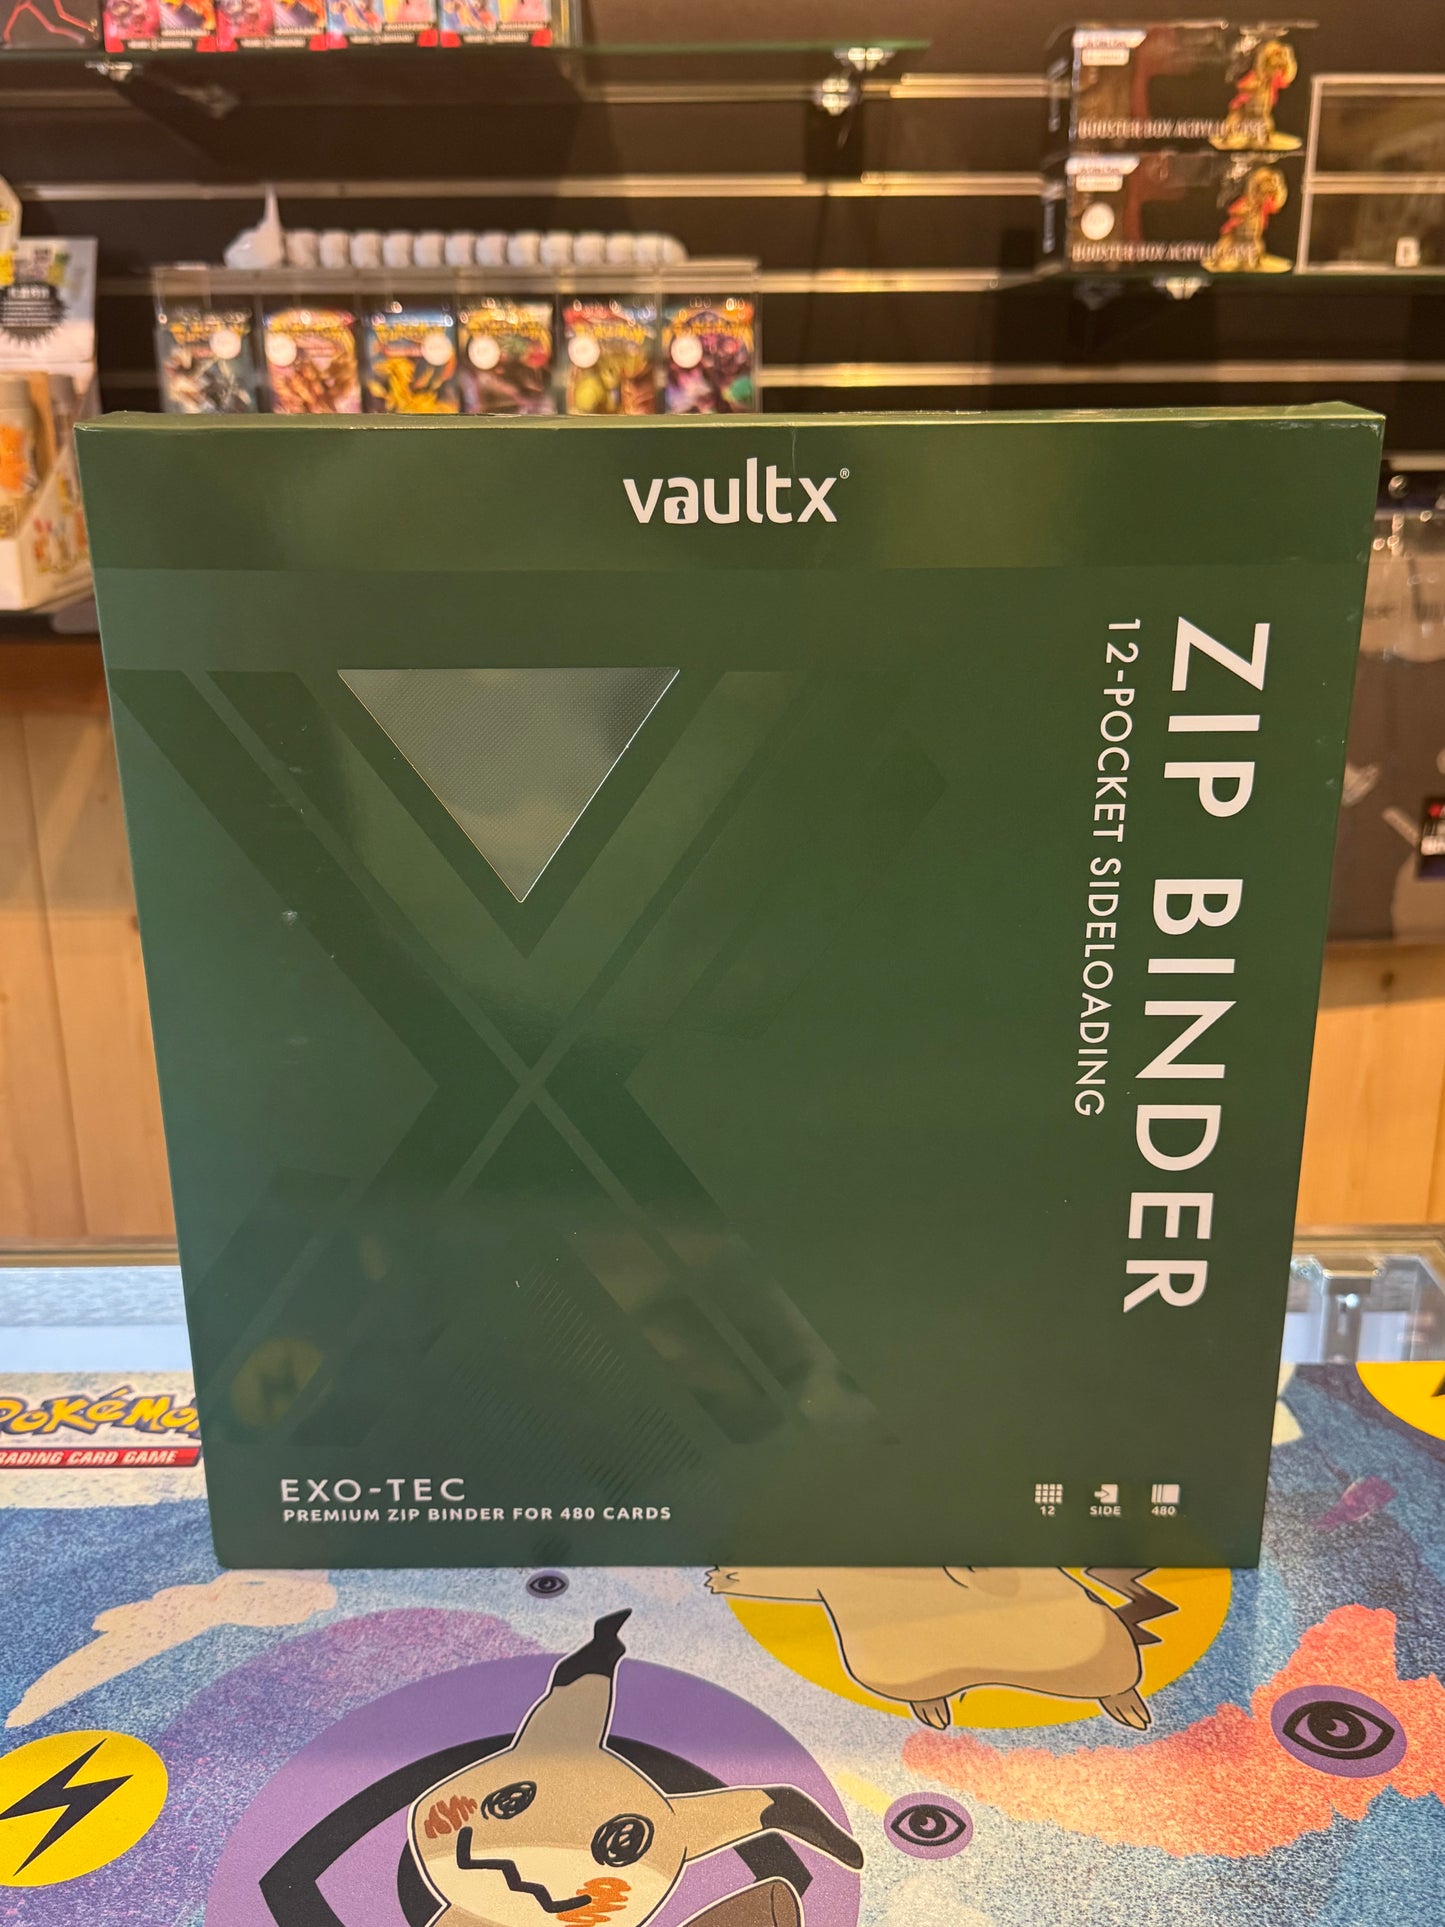 BOOSTER BOX ACRYLIC CASE
BOOSTER BOX ACRYLIC CASE
vaultx®
ZIP BINDER
12-POCKET SIDELOADING
EXO-TEC
PREMIUM ZIP BINDER FOR 480 CARDS
12
SIDE
480
POKéMON
TRADING CARD GAME